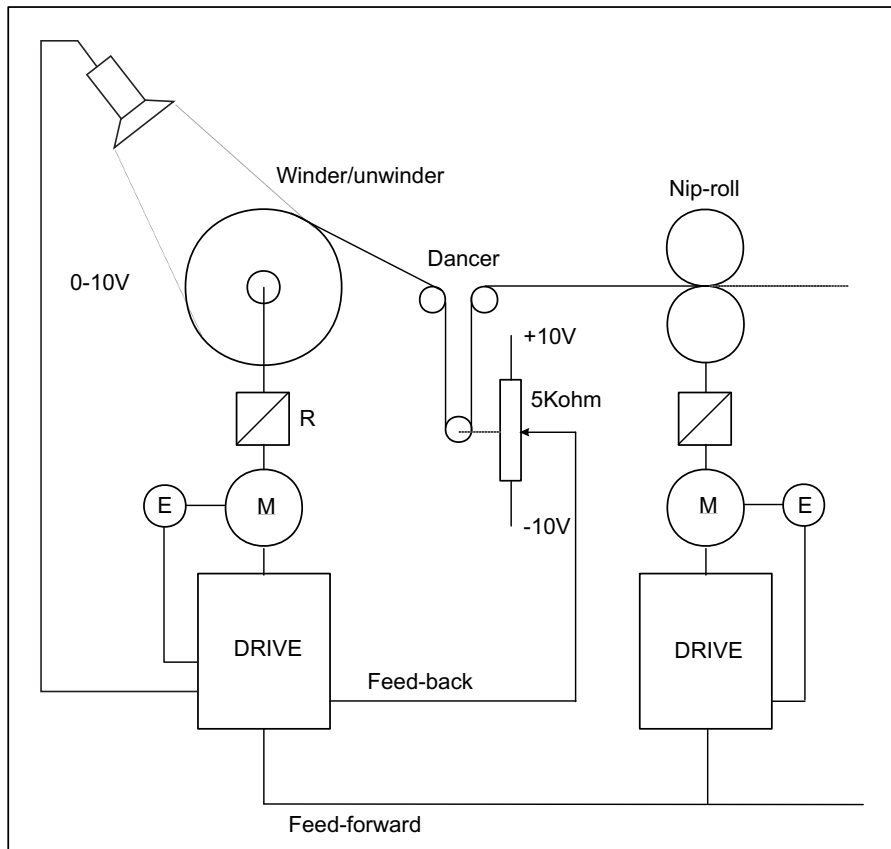 Winder/unwinder
Nip-roll
Dancer
0-10V
+10V
5Kohm
R
E
M
-10V
M
E
DRIVE
DRIVE
Feed-back
Feed-forward